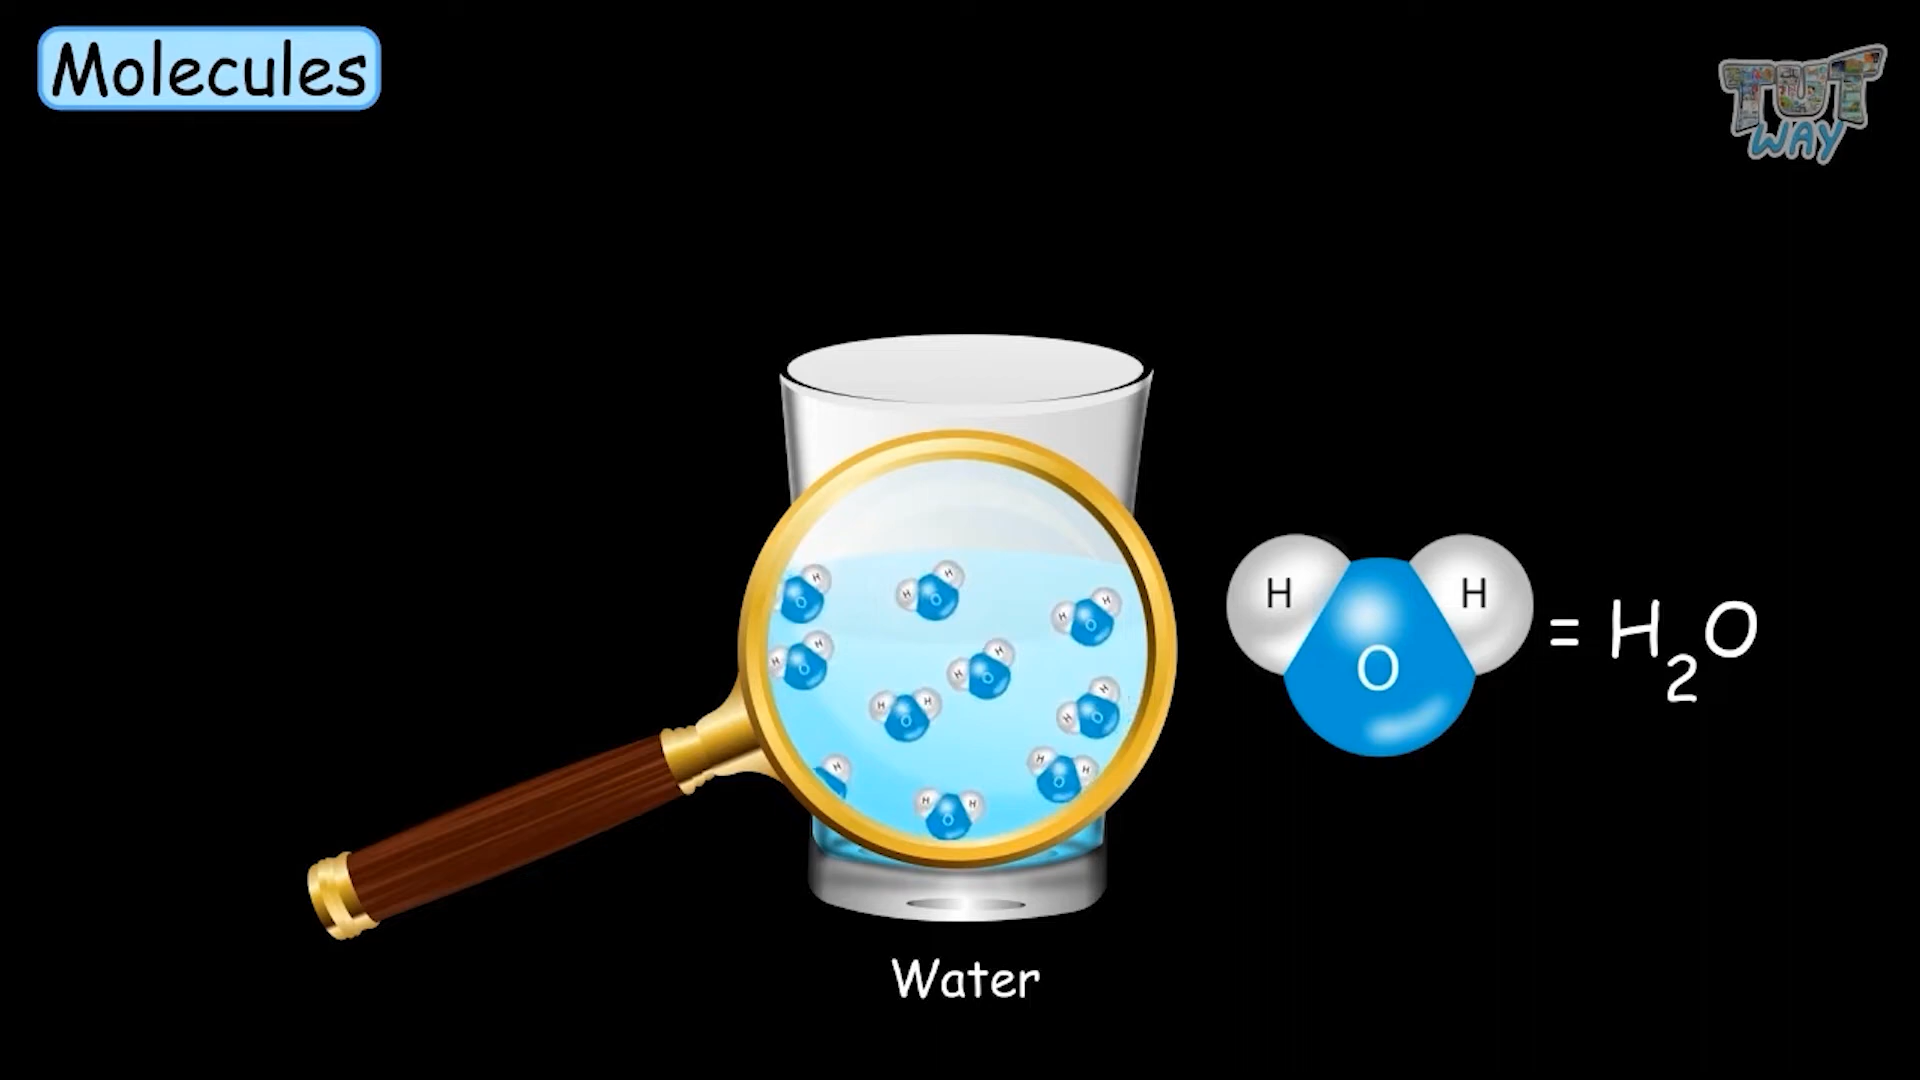 Molecules
TUT
WAY
H
H
O
= H₂O
Water